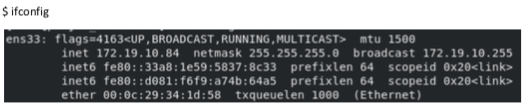 $ ifconfig
ens33: flags=4163<UP,BROADCAST,RUNNING,MULTICAST>  mtu 1500
inet 172.19.10.84  netmask 255.255.255.0  broadcast 172.19.10.255
inet6 fe80::33a8:1e59:5837:8c33  prefixlen 64  scopeid 0x20<link>
inet6 fe80::d081:f6f9:a74b:64a5  prefixlen 64  scopeid 0x20<link>
ether 00:0c:29:34:1d:58  txqueuelen 1000  (Ethernet)